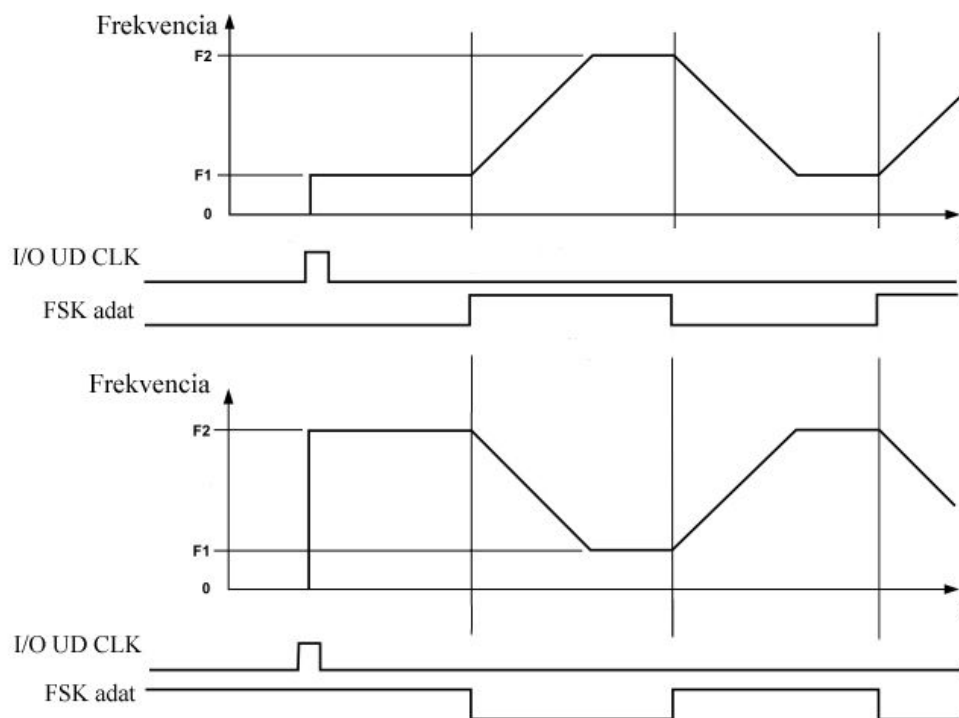 Frekvencia
F2
F1
0
I/O UD CLK
FSK adat
Frekvencia
F2
F1
0
I/O UD CLK
FSK adat